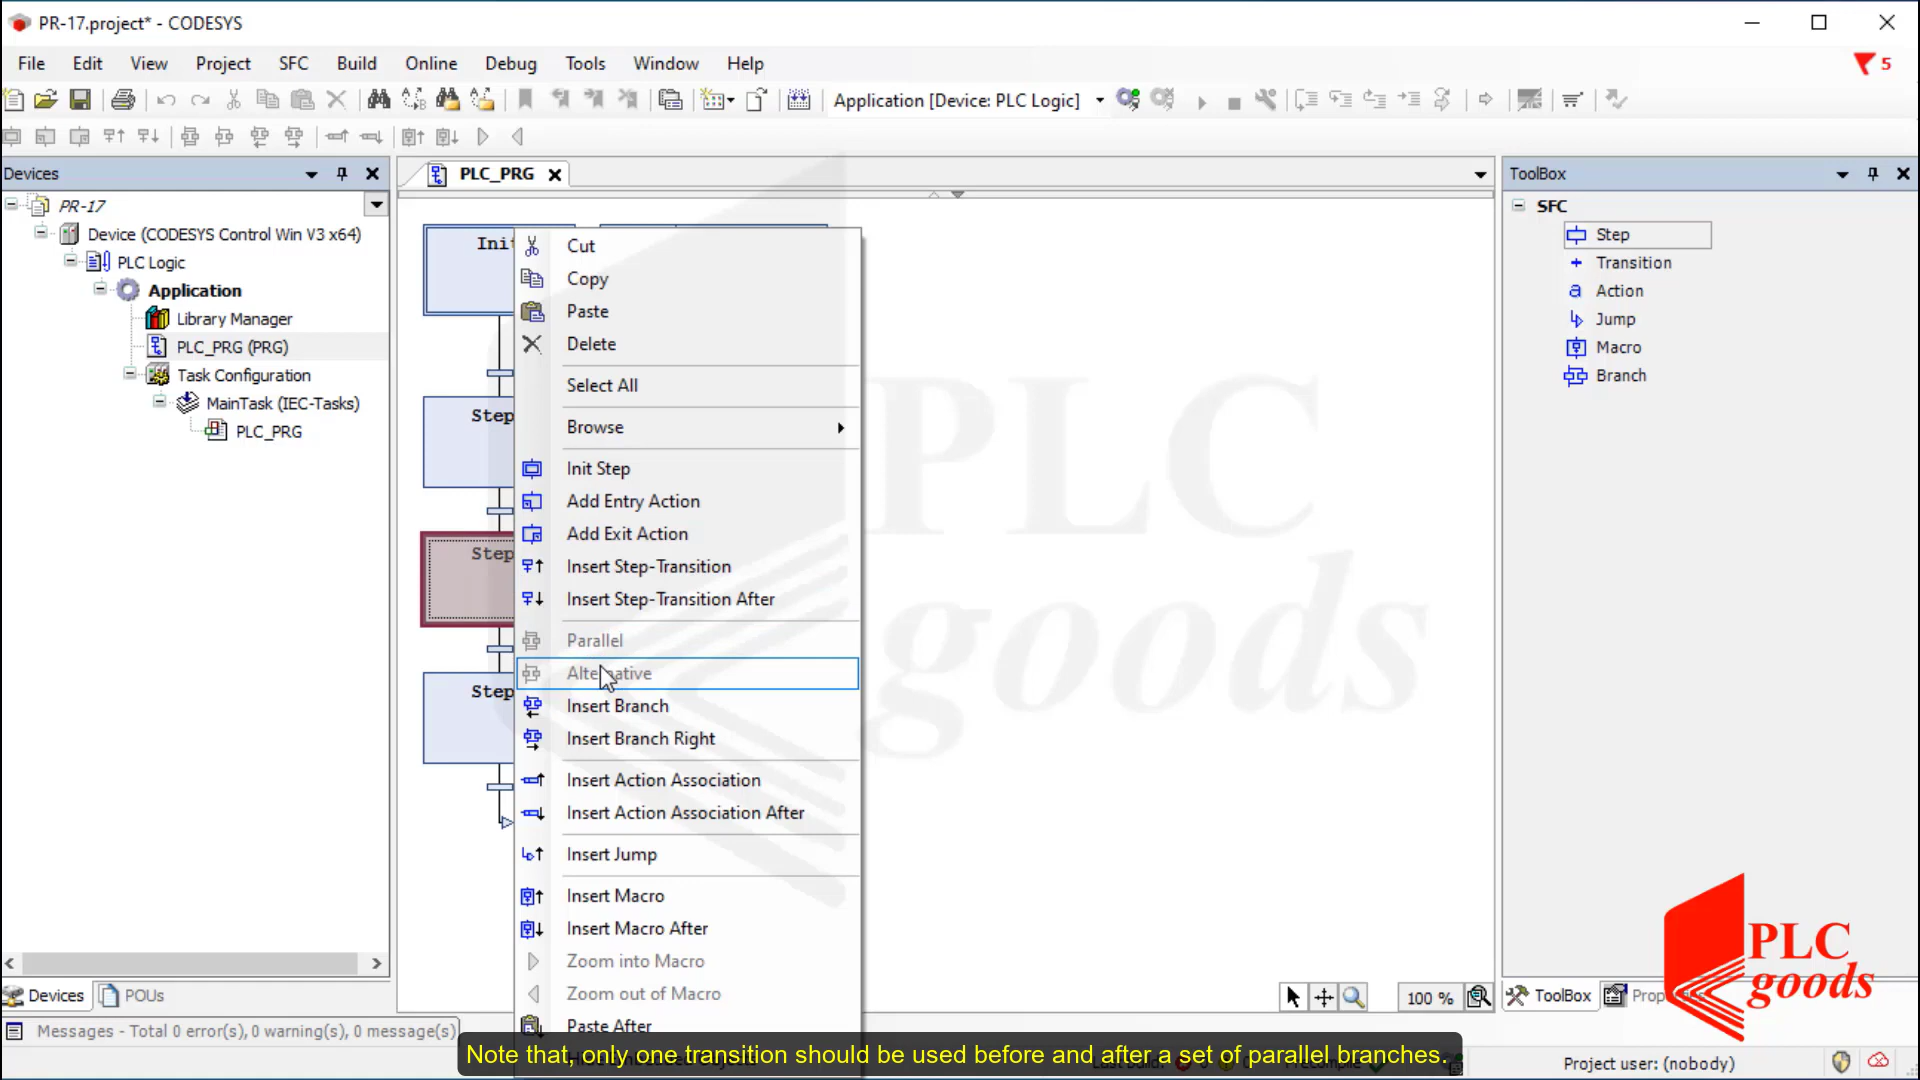 PR-17.project* - CODESYS
File Edit View Project SFC Build Online Debug Tools Window Help
5
Application [Device: PLC Logic]
Devices
PR-17
Device (CODESYS Control Win V3 x64)
PLC Logic
Application
Library Manager
PLC_PRG (PRG)
Task Configuration
MainTask (IEC-Tasks)
PLC_PRG
Devices
POUs
PLC_PRG
Init
Step
Step
Step
Cut
Copy
Paste
Delete
Select All
Browse
Init Step
Add Entry Action
Add Exit Action
Insert Step-Transition
Insert Step-Transition After
Parallel
Alternative
Insert Branch
Insert Branch Right
Insert Action Association
Insert Action Association After
Insert Jump
Insert Macro
Insert Macro After
Zoom into Macro
Zoom out of Macro
Paste After
PLC
goods
100 %
ToolBox
SFC
Step
Transition
Action
Jump
Macro
Branch
ToolBox
PLC
goods
Messages - Total 0 error(s), 0 warning(s), 0 message(s)
Note that, only one transition should be used before and after a set of parallel branches.
Project user: (nobody)